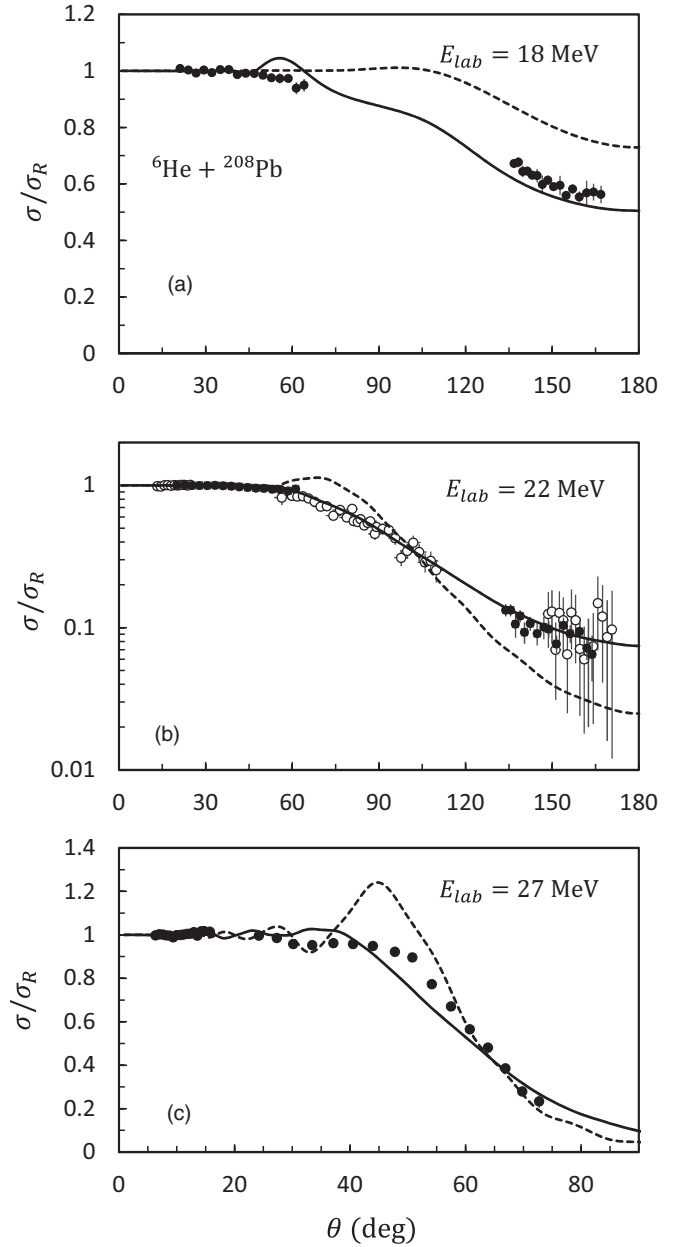 1.2
E_lab = 18 MeV
1
0.8
⁶He + ²⁰⁸Pb
σ/σ_R
0.6
0.4
(a)
0.2
0
0 30 60 90 120 150 180
1
E_lab = 22 MeV
σ/σ_R
0.1
(b)
0.01
0 30 60 90 120 150 180
1.4
1.2
E_lab = 27 MeV
1
0.8
σ/σ_R
0.6
0.4
0.2
(c)
0
0 20 40 60 80
θ (deg)